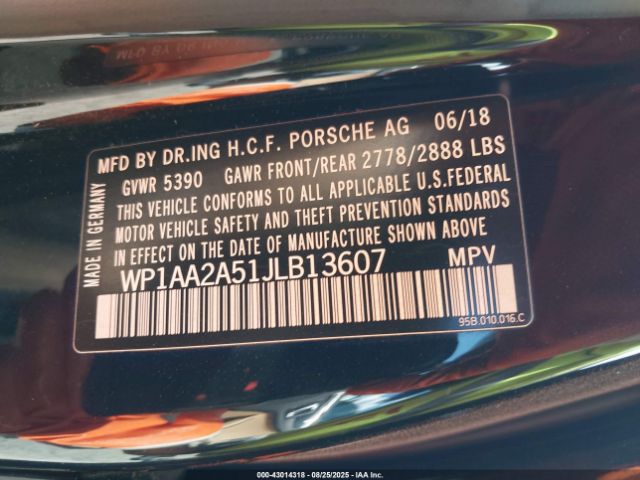 MFD BY DR.ING H.C.F. PORSCHE AG 06/18
GVWR 5390 GAWR FRONT/REAR 2778/2888 LBS
THIS VEHICLE CONFORMS TO ALL APPLICABLE U.S.FEDERAL
MOTOR VEHICLE SAFETY AND THEFT PREVENTION STANDARDS
IN EFFECT ON THE DATE OF MANUFACTURE SHOWN ABOVE
WP1AA2A51JLB13607 MPV
MADE IN GERMANY
95B.010.016.C
000-43014318 | 08/25/2025 | IAA Inc.